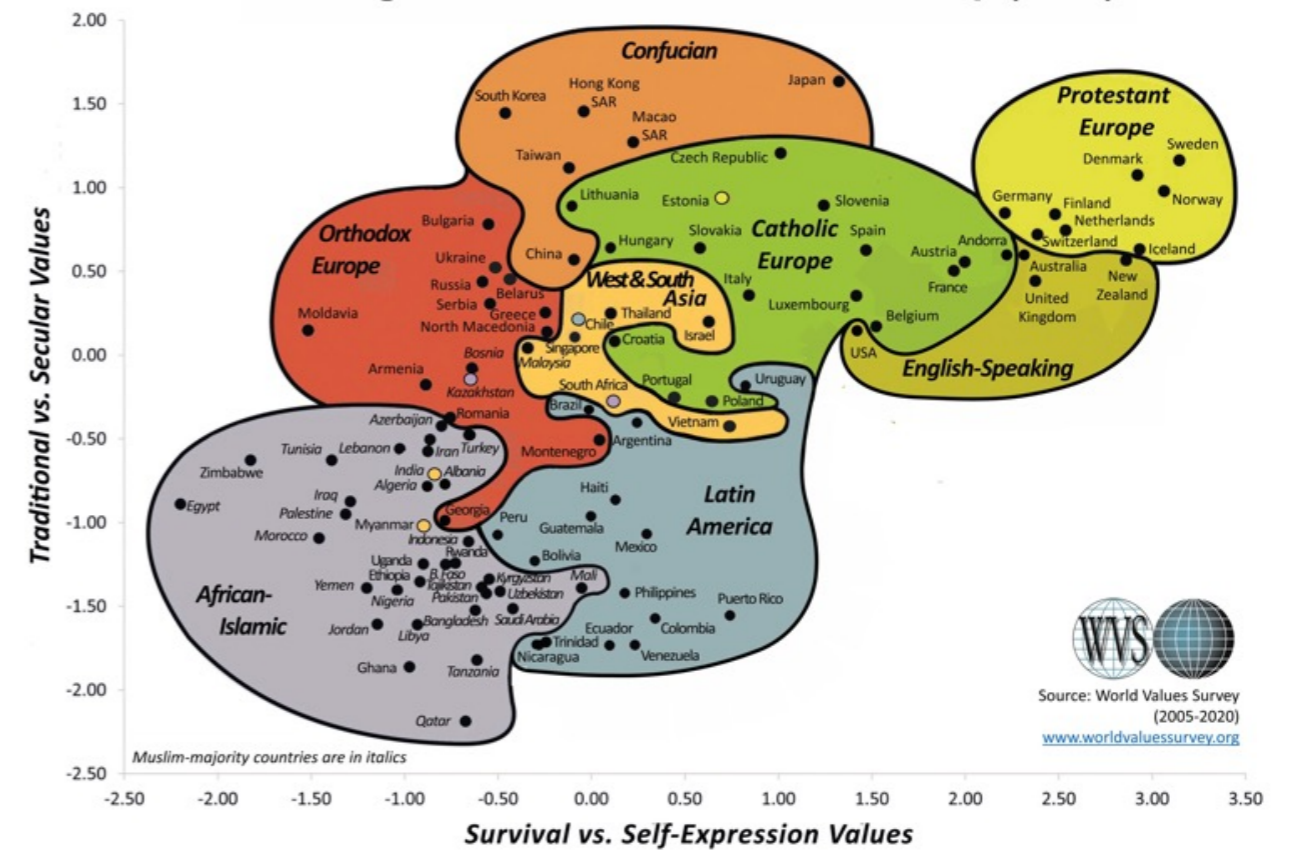 2.00
1.50
1.00
0.50
0.00
-0.50
-1.00
-1.50
-2.00
-2.50
Traditional vs. Secular Values
Confucian
Hong Kong
SAR
Japan
South Korea
Macao
SAR
Taiwan
China
Protestant
Europe
Sweden
Denmark
Norway
Germany
Finland
Netherlands
Switzerland
Iceland
Czech Republic
Lithuania
Estonia
Slovenia
Catholic
Europe
Slovakia
Spain
Hungary
Andorra
Austria
France
Italy
Luxembourg
Belgium
Croatia
Portugal
Poland
Australia
New
Zealand
United
Kingdom
USA
English-Speaking
Orthodox
Europe
Bulgaria
Ukraine
Russia
Belarus
Serbia
Greece
Moldavia
North Macedonia
Bosnia
Armenia
Kazakhstan
Romania
Montenegro
Georgia
West & South
Asia
Thailand
Chile
Israel
Singapore
Malaysia
South Africa
Vietnam
Uruguay
Brazil
Argentina
Haiti
Latin
America
Peru
Guatemala
Mexico
Bolivia
Philippines
Puerto Rico
Ecuador
Colombia
Trinidad
Nicaragua
Venezuela
Azerbaijan
Tunisia
Lebanon
Iran
Turkey
Zimbabwe
India
Albania
Algeria
Egypt
Iraq
Palestine
Myanmar
Morocco
Indonesia
Rwanda
Uganda
Ethiopia
B. Faso
Tajikistan
Kyrgyzstan
Mali
Yemen
Nigeria
Pakistan
Uzbekistan
African-
Islamic
Bangladesh
Saudi Arabia
Jordan
Libya
Ghana
Tanzania
Qatar
Muslim-majority countries are in italics
WVS
Source: World Values Survey
(2005-2020)
www.worldvaluessurvey.org
-2.50 -2.00 -1.50 -1.00 -0.50 0.00 0.50 1.00 1.50 2.00 2.50 3.00 3.50
Survival vs. Self-Expression Values